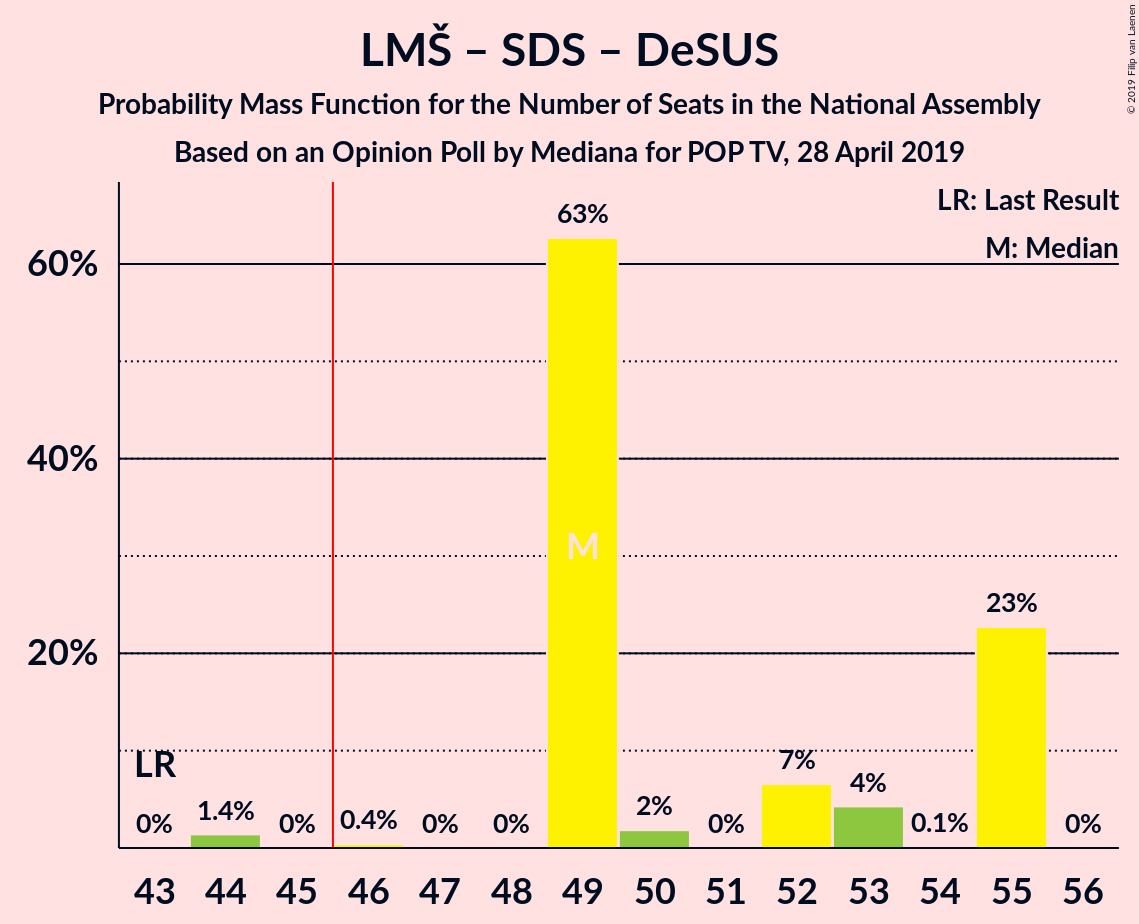 LMŠ – SDS – DeSUS
Probability Mass Function for the Number of Seats in the National Assembly
Based on an Opinion Poll by Mediana for POP TV, 28 April 2019
© 2019 Filip van Laenen
LR: Last Result
M: Median
60%
40%
20%
LR
M
0%
1.4%
0%
0.4%
0%
0%
63%
2%
0%
7%
4%
0.1%
23%
0%
43 44 45 46 47 48 49 50 51 52 53 54 55 56